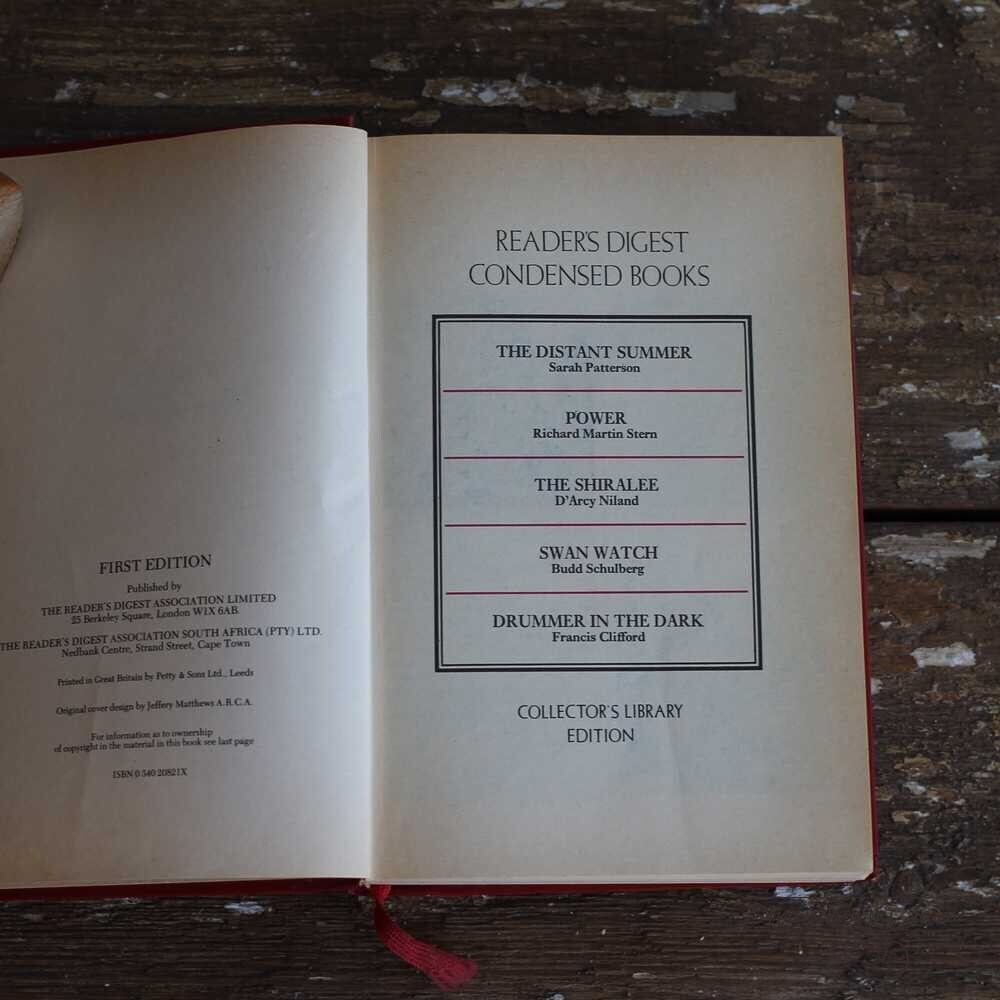 FIRST EDITION
Published by
THE READER'S DIGEST ASSOCIATION LIMITED
25 Berkeley Square, London W1X 6AB.
THE READER'S DIGEST ASSOCIATION SOUTH AFRICA (PTY) LTD.
Nedbank Centre, Strand Street, Cape Town
Printed in Great Britain by Petty & Sons Ltd., Leeds
Original cover design by Jeffery Matthews A.R.C.A.
For information as to ownership
of copyright in the material in this book see last page
ISBN 0 340 20821X
READER'S DIGEST
CONDENSED BOOKS
THE DISTANT SUMMER
Sarah Patterson
POWER
Richard Martin Stern
THE SHIRALEE
D'Arcy Niland
SWAN WATCH
Budd Schulberg
DRUMMER IN THE DARK
Francis Clifford
COLLECTOR'S LIBRARY
EDITION